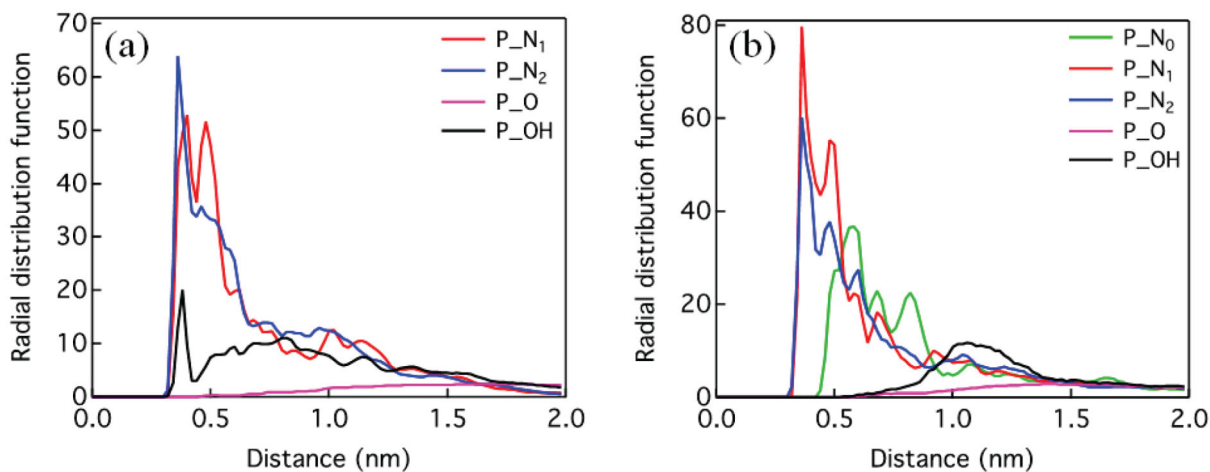 (a)
Radial distribution function
70
60
50
40
30
20
10
0
P_N₁
P_N₂
P_O
P_OH
0.0 0.5 1.0 1.5 2.0
Distance (nm)
(b)
Radial distribution function
80
60
40
20
0
P_N₀
P_N₁
P_N₂
P_O
P_OH
0.0 0.5 1.0 1.5 2.0
Distance (nm)